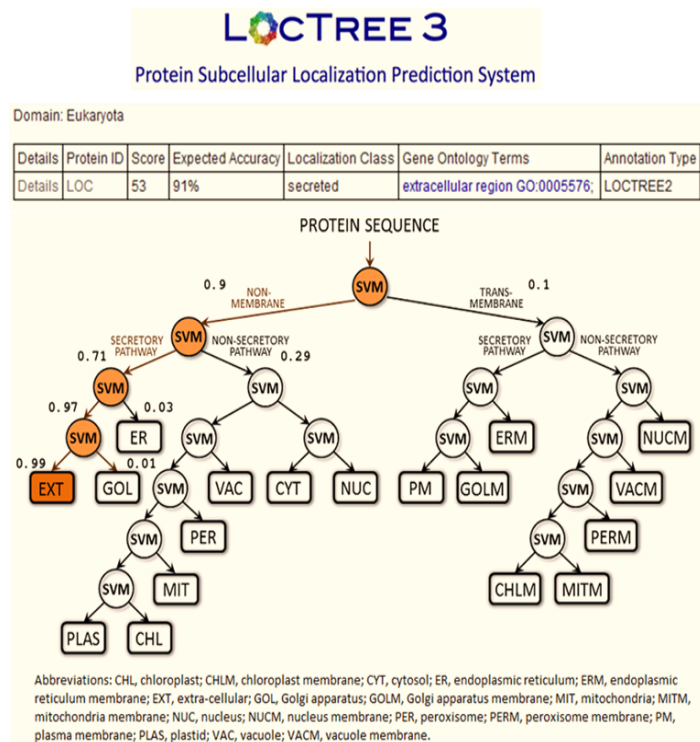 LOCTREE 3
Protein Subcellular Localization Prediction System
Domain: Eukaryota
Details Protein ID Score Expected Accuracy Localization Class Gene Ontology Terms Annotation Type
Details LOC 53 91% secreted extracellular region GO:0005576; LOCTREE2
PROTEIN SEQUENCE
SVM
0.9 NON-MEMBRANE TRANS-MEMBRANE 0.1
SVM SVM
SECRETORY PATHWAY NON-SECRETORY PATHWAY SECRETORY PATHWAY NON-SECRETORY PATHWAY
0.71 0.29
SVM SVM SVM SVM
0.97 0.03
SVM ER SVM SVM SVM ERM SVM NUCM
0.99 0.01
EXT GOL SVM VAC CYT NUC PM GOLM SVM VACM
SVM PER SVM PERM
SVM MIT CHLM MITM
PLAS CHL
Abbreviations: CHL, chloroplast; CHLM, chloroplast membrane; CYT, cytosol; ER, endoplasmic reticulum; ERM, endoplasmic
reticulum membrane; EXT, extra-cellular; GOL, Golgi apparatus; GOLM, Golgi apparatus membrane; MIT, mitochondria; MITM,
mitochondria membrane; NUC, nucleus; NUCM, nucleus membrane; PER, peroxisome; PERM, peroxisome membrane; PM,
plasma membrane; PLAS, plastid; VAC, vacuole; VACM, vacuole membrane.